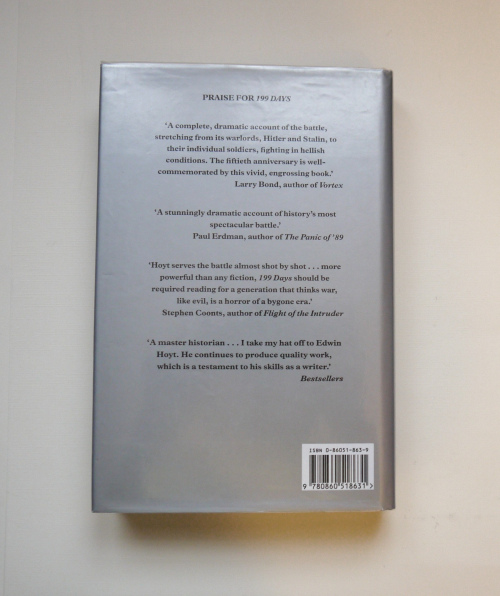 PRAISE FOR 199 DAYS
‘A complete, dramatic account of the battle,
stretching from its warlords, Hitler and Stalin, to
their individual soldiers, fighting in hellish
conditions. The fiftieth anniversary is well-
commemorated by this vivid, engrossing book.’
Larry Bond, author of Vortex
‘A stunningly dramatic account of history’s most
spectacular battle.’
Paul Erdman, author of The Panic of ’89
‘Hoyt serves the battle almost shot by shot . . . more
powerful than any fiction, 199 Days should be
required reading for a generation that thinks war,
like evil, is a horror of a bygone era.’
Stephen Coonts, author of Flight of the Intruder
‘A master historian . . . I take my hat off to Edwin
Hoyt. He continues to produce quality work,
which is a testament to his skills as a writer.’
Bestsellers
ISBN 0-86051-863-9
9 780860 518631 >